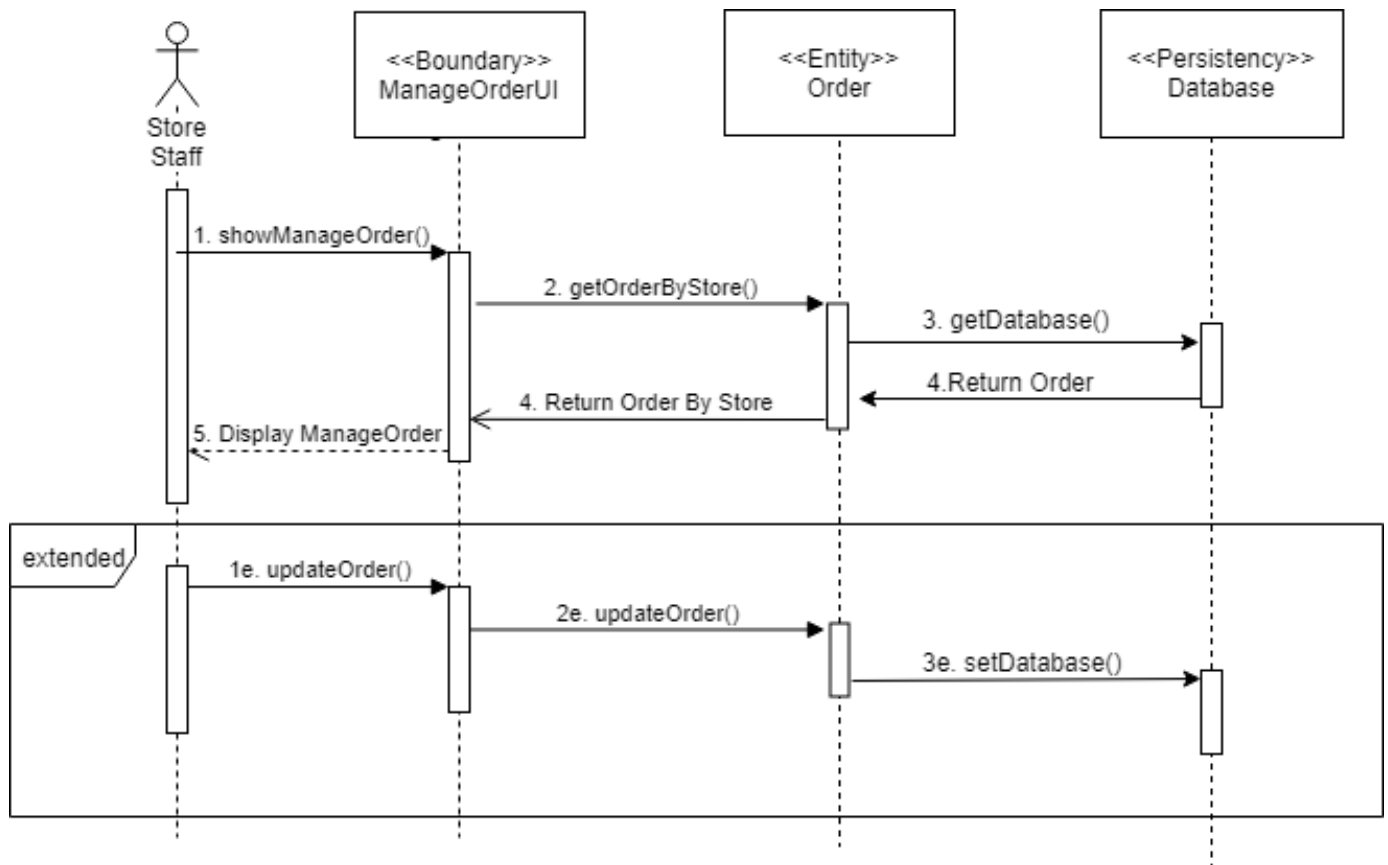 <<Boundary>>
ManageOrderUI
<<Entity>>
Order
<<Persistency>>
Database
Store
Staff
1. showManageOrder()
2. getOrderByStore()
3. getDatabase()
4.Return Order
4. Return Order By Store
5. Display ManageOrder
extended
1e. updateOrder()
2e. updateOrder()
3e. setDatabase()